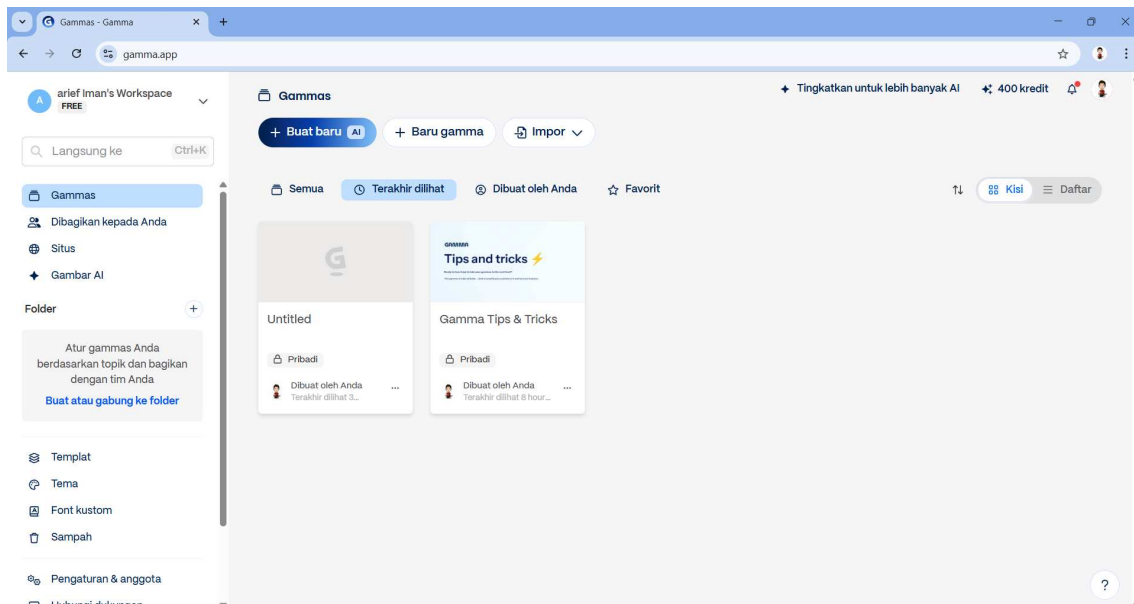 Gammas - Gamma
gamma.app
A
arief Iman's Workspace
FREE
Langsung ke
Ctrl+K
Gammas
Dibagikan kepada Anda
Situs
Gambar AI
Folder
Atur gammas Anda
berdasarkan topik dan bagikan
dengan tim Anda
Buat atau gabung ke folder
Templat
Tema
Font kustom
Sampah
Pengaturan & anggota
Hubungi dukungan
Gammas
Tingkatkan untuk lebih banyak AI
400 kredit
+ Buat baru AI
+ Baru gamma
Impor
Semua
Terakhir dilihat
Dibuat oleh Anda
Favorit
Kisi
Daftar
Untitled
Pribadi
Dibuat oleh Anda
Terakhir dilihat 3...
GAMMA
Tips and tricks ⚡
Gamma Tips & Tricks
Pribadi
Dibuat oleh Anda
Terakhir dilihat 8 hour...
?